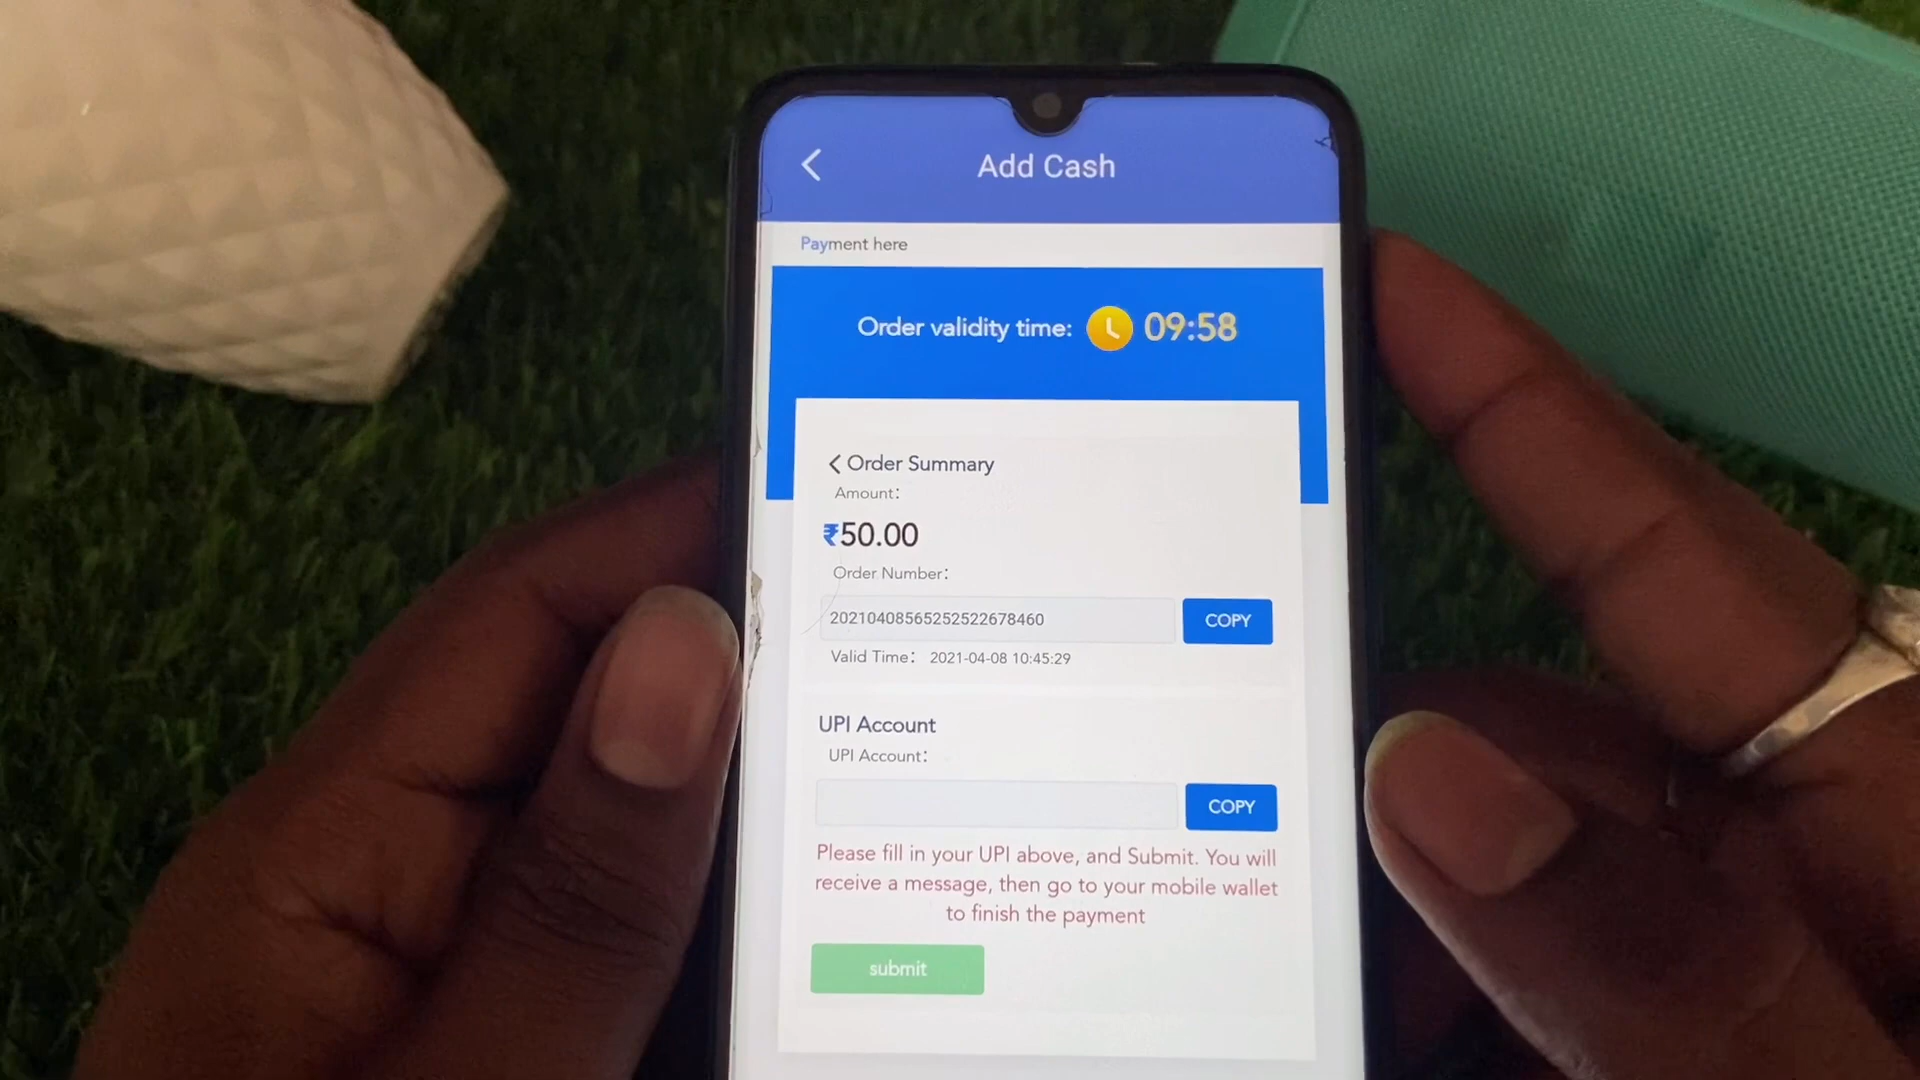 Add Cash
Payment here
Order validity time: 09:58
Order Summary
Amount:
₹50.00
Order Number:
20210408565252522678460 COPY
Valid Time: 2021-04-08 10:45:29
UPI Account
UPI Account:
COPY
Please fill in your UPI above, and Submit. You will
receive a message, then go to your mobile wallet
to finish the payment
submit